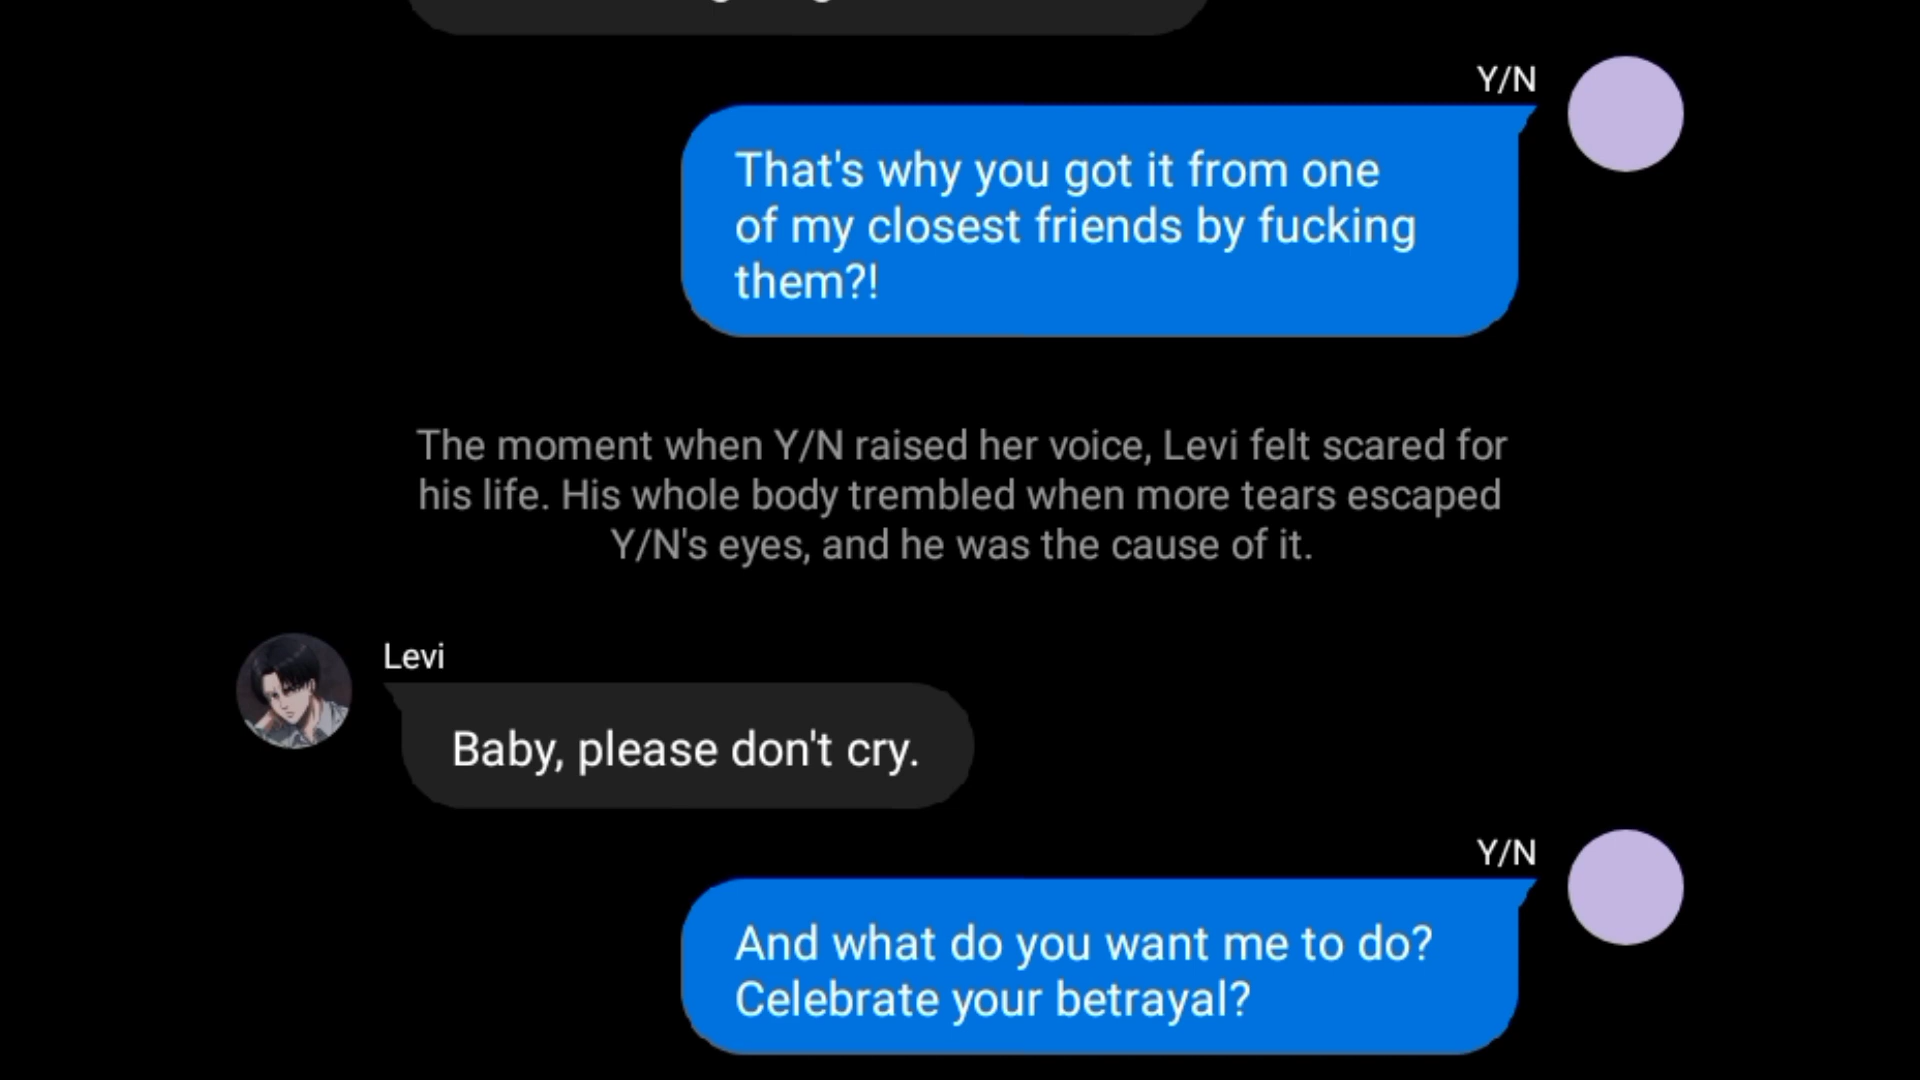 Y/N
That's why you got it from one
of my closest friends by fucking
them?!
The moment when Y/N raised her voice, Levi felt scared for
his life. His whole body trembled when more tears escaped
Y/N's eyes, and he was the cause of it.
Levi
Baby, please don't cry.
Y/N
And what do you want me to do?
Celebrate your betrayal?